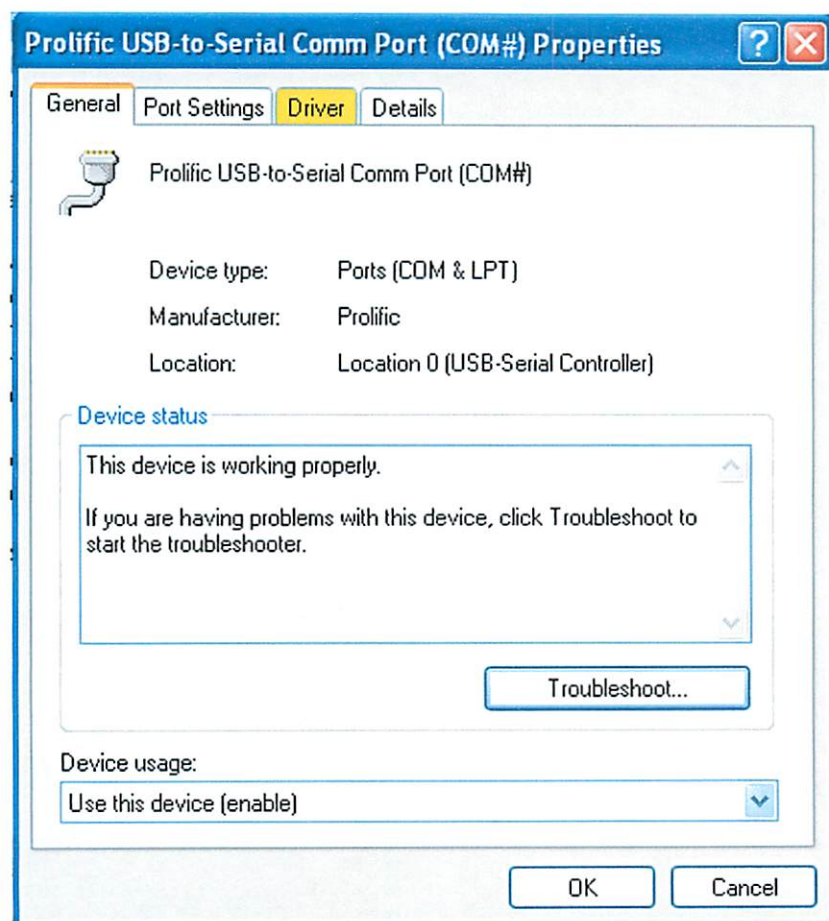 Prolific USB-to-Serial Comm Port (COM#) Properties
General Port Settings Driver Details
Prolific USB-to-Serial Comm Port (COM#)
Device type: Ports (COM & LPT)
Manufacturer: Prolific
Location: Location 0 (USB-Serial Controller)
Device status
This device is working properly.
If you are having problems with this device, click Troubleshoot to
start the troubleshooter.
Troubleshoot...
Device usage:
Use this device (enable)
OK Cancel